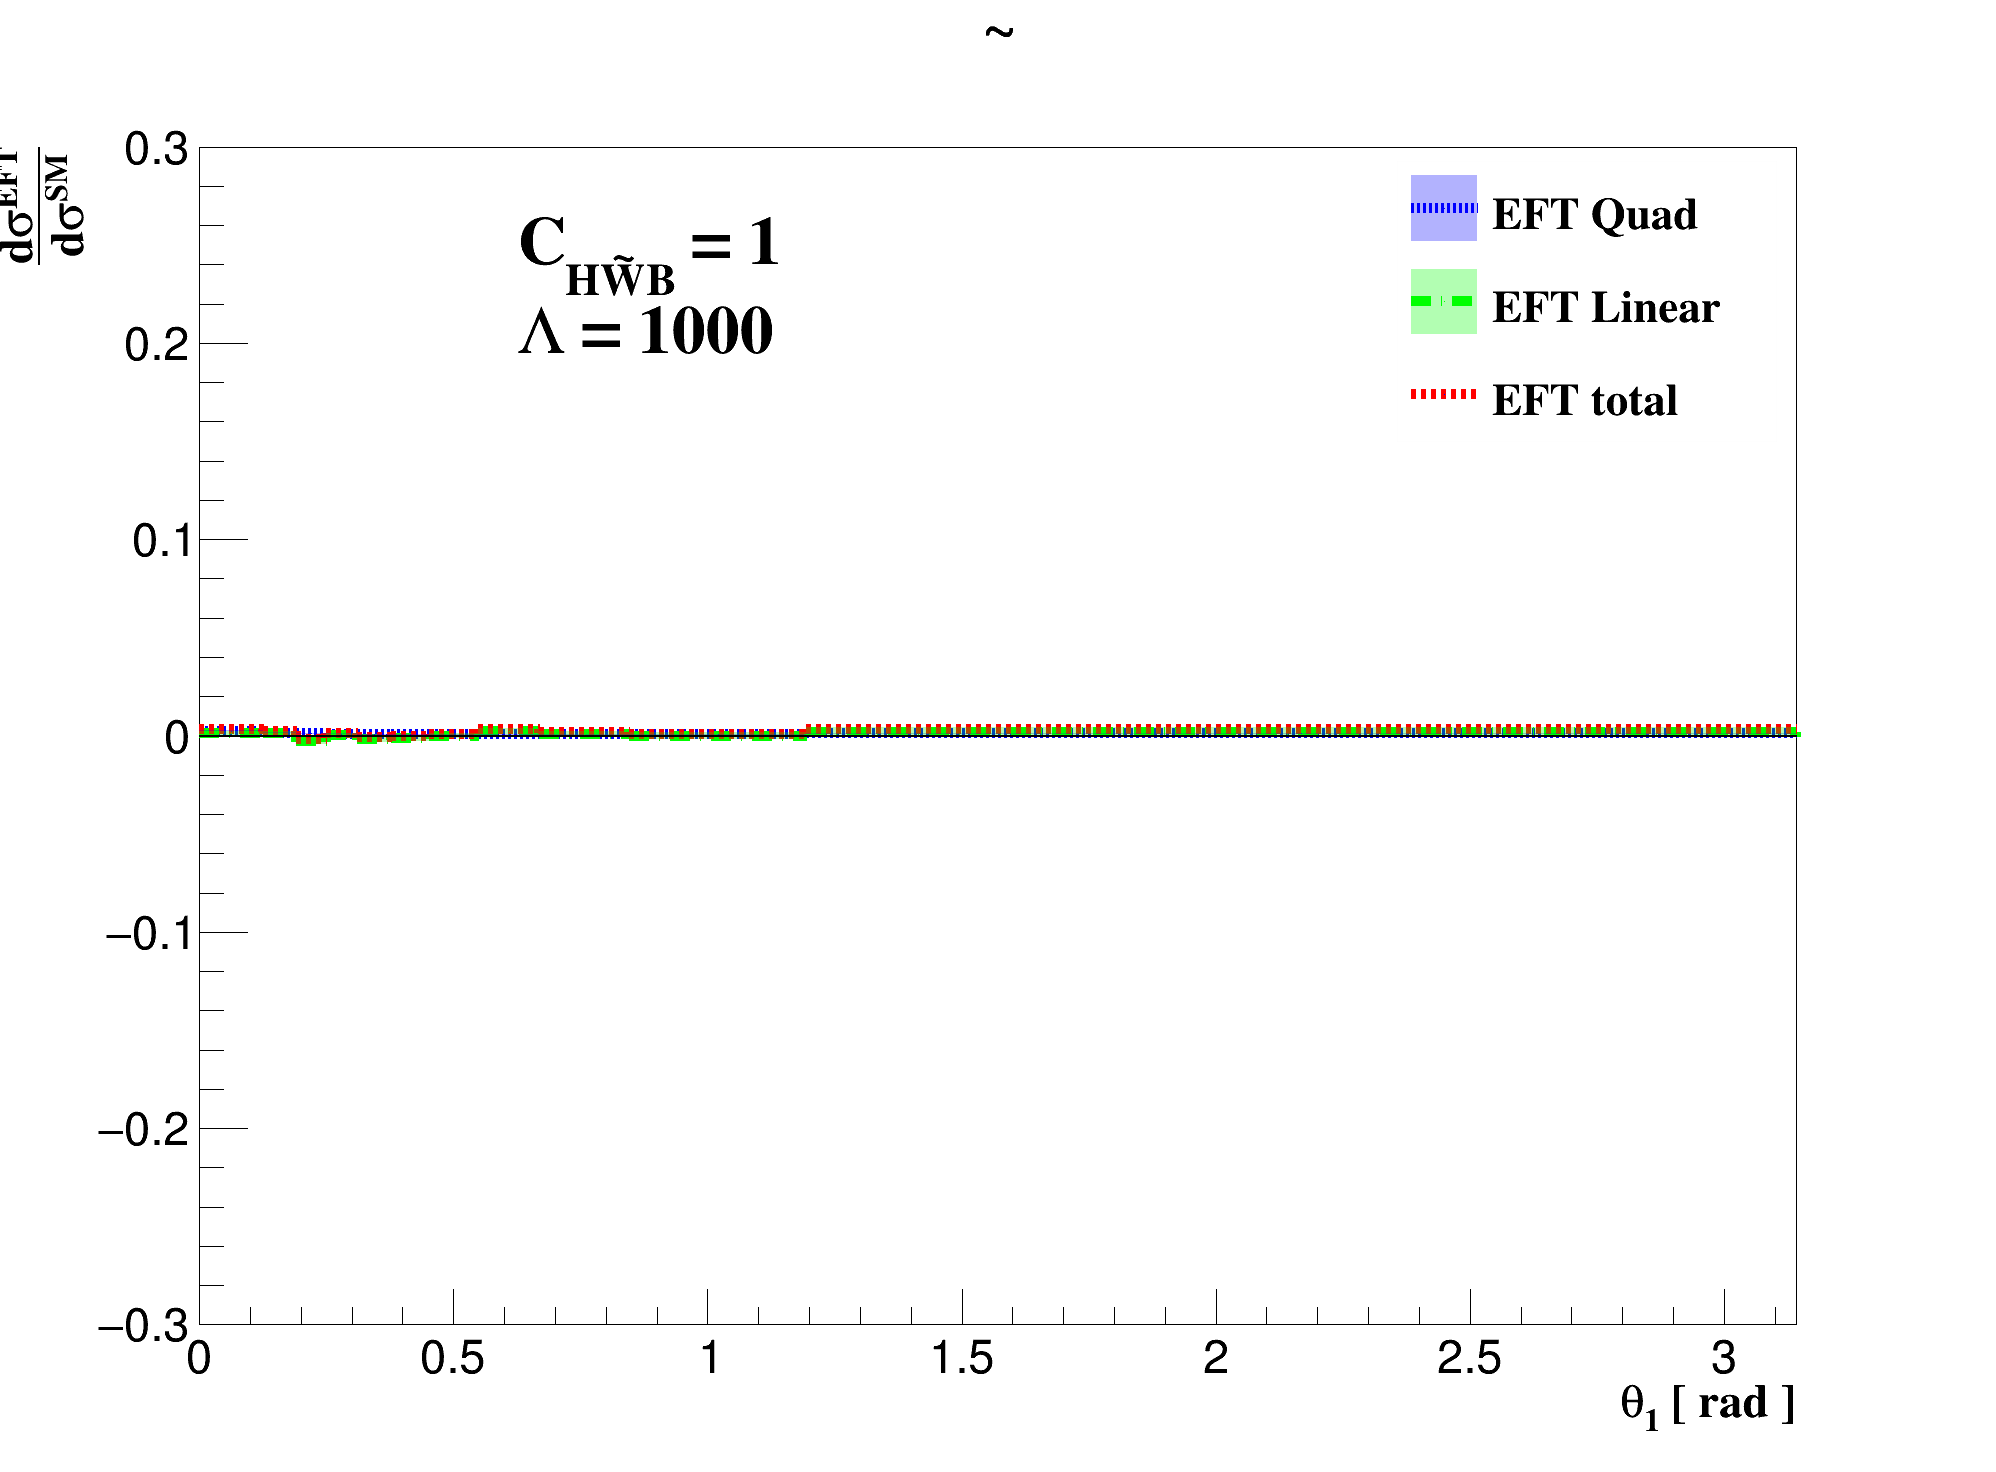 ~
dσ^EFT
dσ^SM
0.3
0.2
0.1
0
−0.1
−0.2
−0.3
C_HW̃B = 1
Λ = 1000
EFT Quad
EFT Linear
EFT total
0 0.5 1 1.5 2 2.5 3
θ_1 [ rad ]